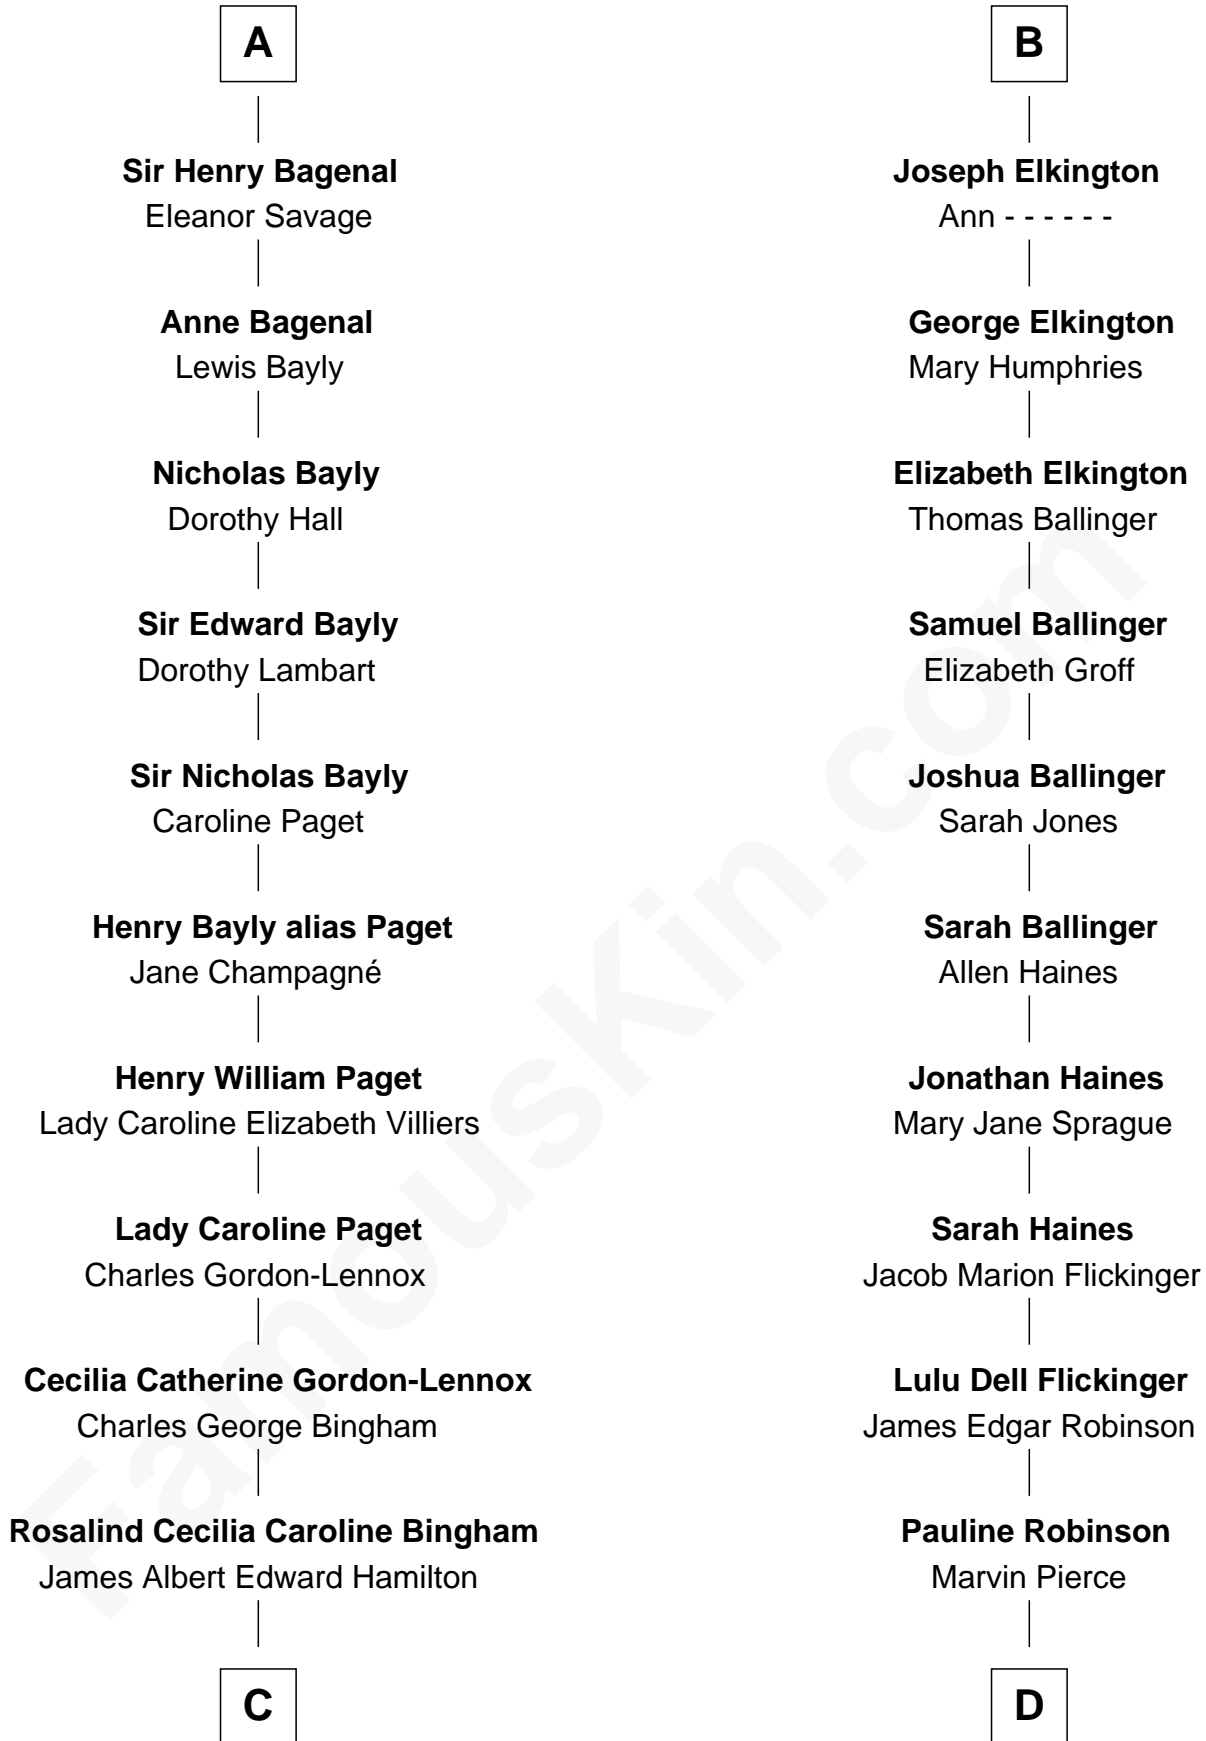 A
Sir Henry Bagenal
Eleanor Savage
Anne Bagenal
Lewis Bayly
Nicholas Bayly
Dorothy Hall
Sir Edward Bayly
Dorothy Lambart
Sir Nicholas Bayly
Caroline Paget
Henry Bayly alias Paget
Jane Champagné
Henry William Paget
Lady Caroline Elizabeth Villiers
Lady Caroline Paget
Charles Gordon-Lennox
Cecilia Catherine Gordon-Lennox
Charles George Bingham
Rosalind Cecilia Caroline Bingham
James Albert Edward Hamilton
C
B
Joseph Elkington
Ann - - - - - -
George Elkington
Mary Humphries
Elizabeth Elkington
Thomas Ballinger
Samuel Ballinger
Elizabeth Groff
Joshua Ballinger
Sarah Jones
Sarah Ballinger
Allen Haines
Jonathan Haines
Mary Jane Sprague
Sarah Haines
Jacob Marion Flickinger
Lulu Dell Flickinger
James Edgar Robinson
Pauline Robinson
Marvin Pierce
D
FamousKin.com